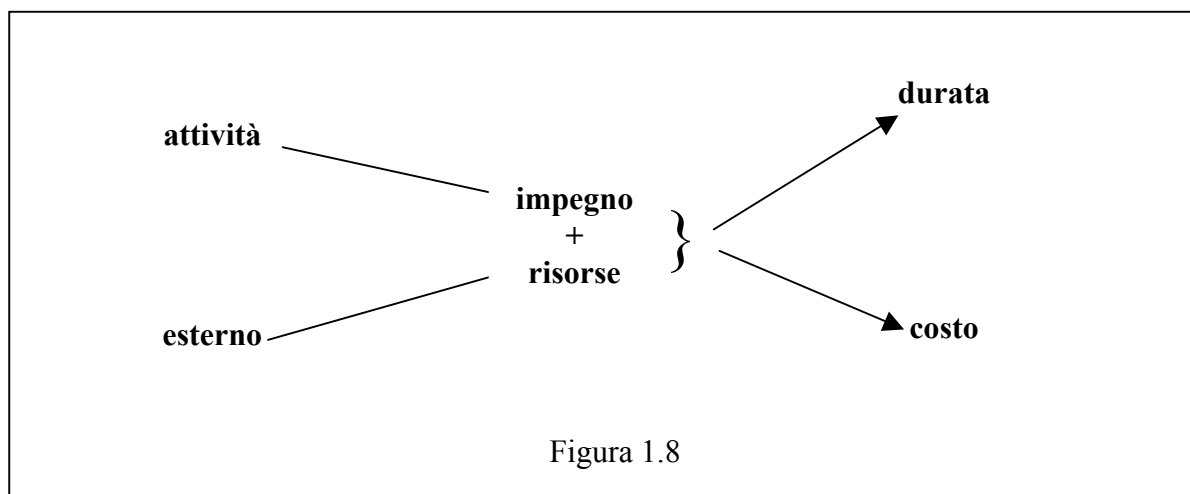 durata
attività
impegno
+
}
risorse
esterno
costo
Figura 1.8